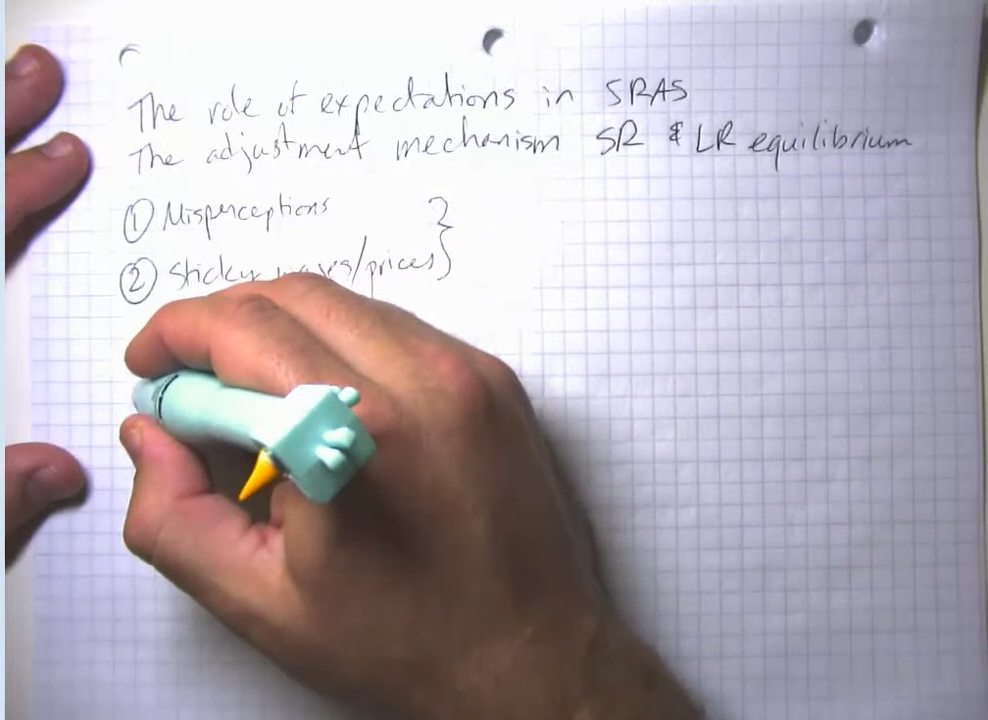 The role of expectations in SRAS
The adjustment mechanism SR & LR equilibrium
① Misperceptions
② Sticky wages/prices